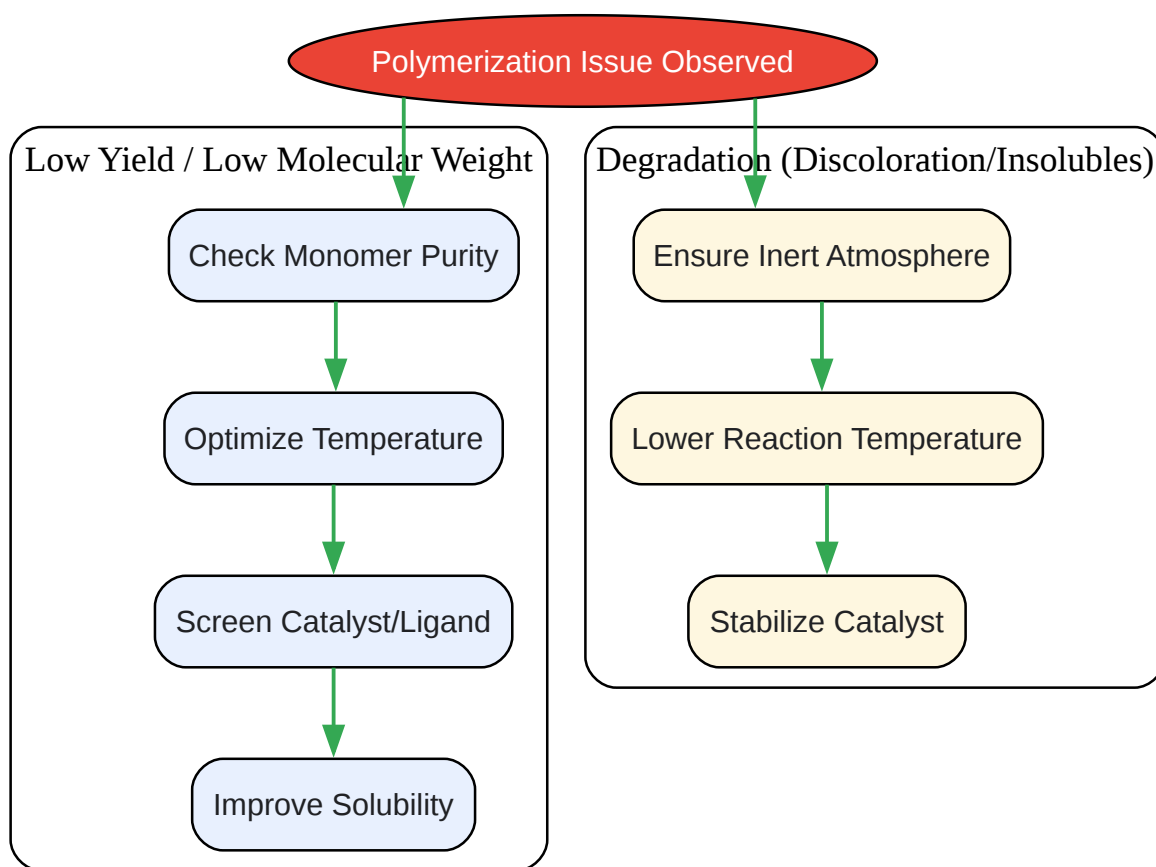 Polymerization Issue Observed
Low Yield / Low Molecular Weight
Check Monomer Purity
Optimize Temperature
Screen Catalyst/Ligand
Improve Solubility
Degradation (Discoloration/Insolubles)
Ensure Inert Atmosphere
Lower Reaction Temperature
Stabilize Catalyst